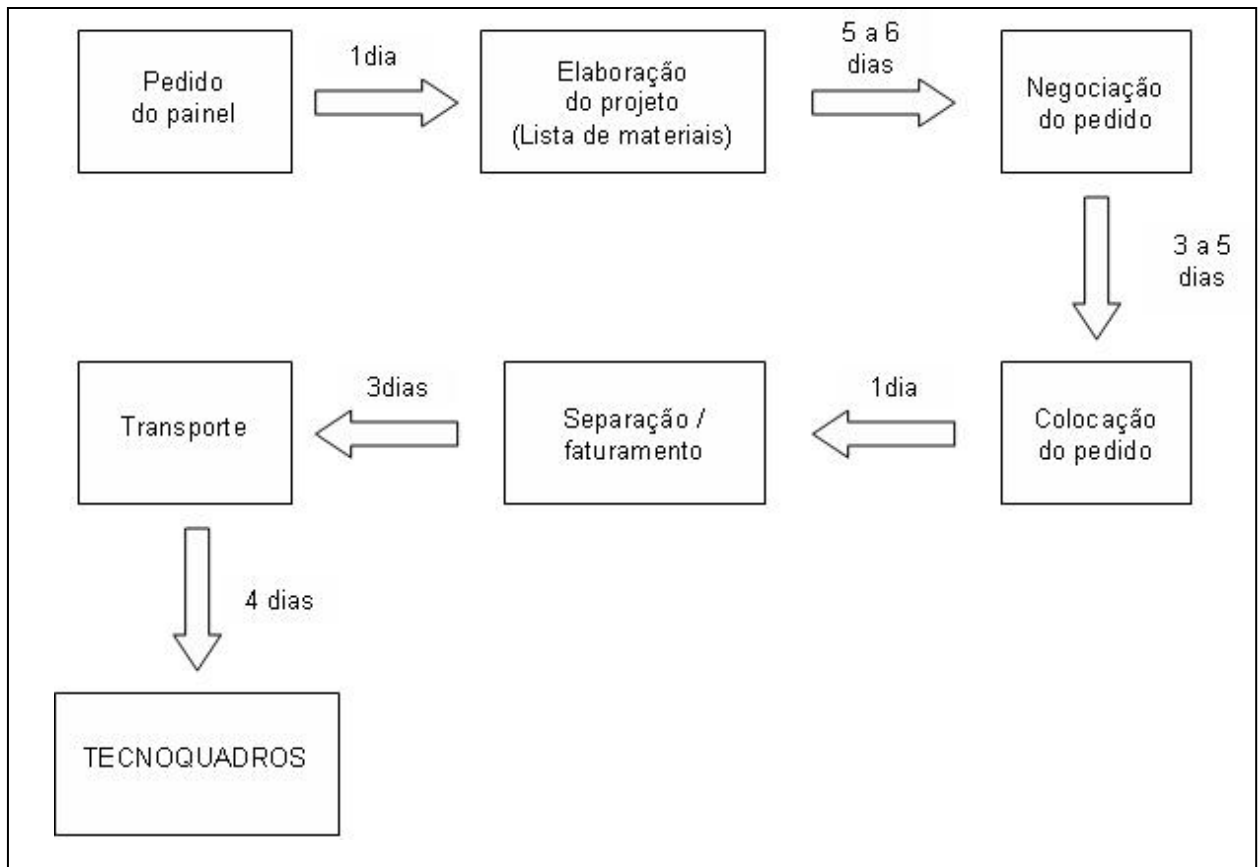 Pedido
do painel
1dia
Elaboração
do projeto
(Lista de materiais)
5 a 6
dias
Negociação
do pedido
3 a 5
dias
Colocação
do pedido
1dia
Separação /
faturamento
3dias
Transporte
4 dias
TECNOQUADROS